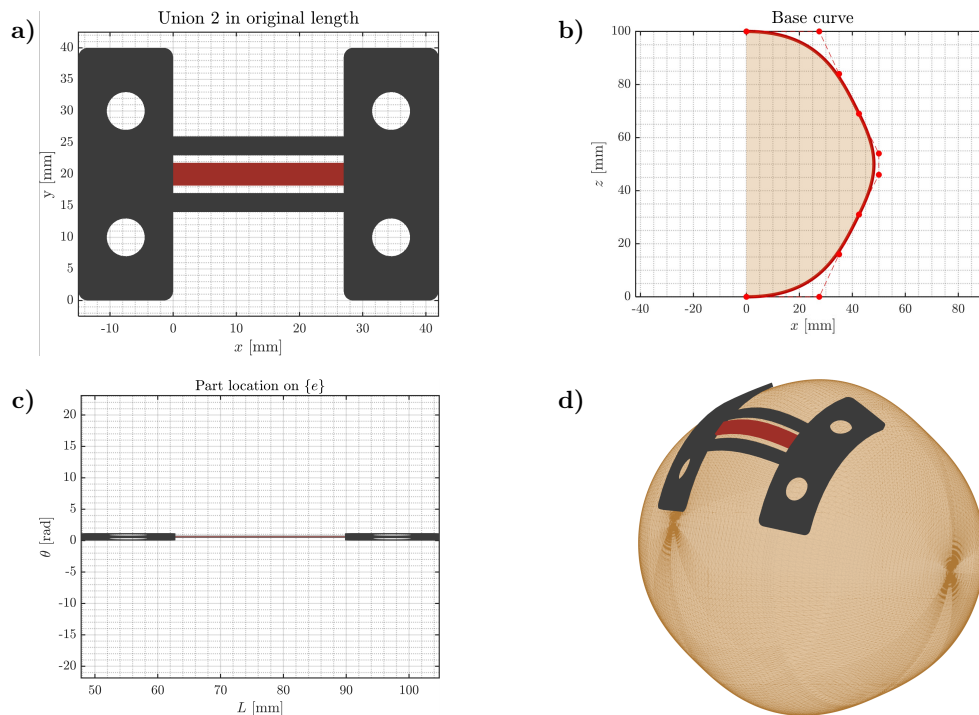 a)
Union 2 in original length
40
35
30
25
20
15
10
5
0
y [mm]
-10 0 10 20 30 40
x [mm]
b)
Base curve
100
80
60
40
20
0
z [mm]
-40 -20 0 20 40 60 80
x [mm]
c)
Part location on {e}
20
15
10
5
0
-5
-10
-15
-20
θ [rad]
50 60 70 80 90 100
L [mm]
d)